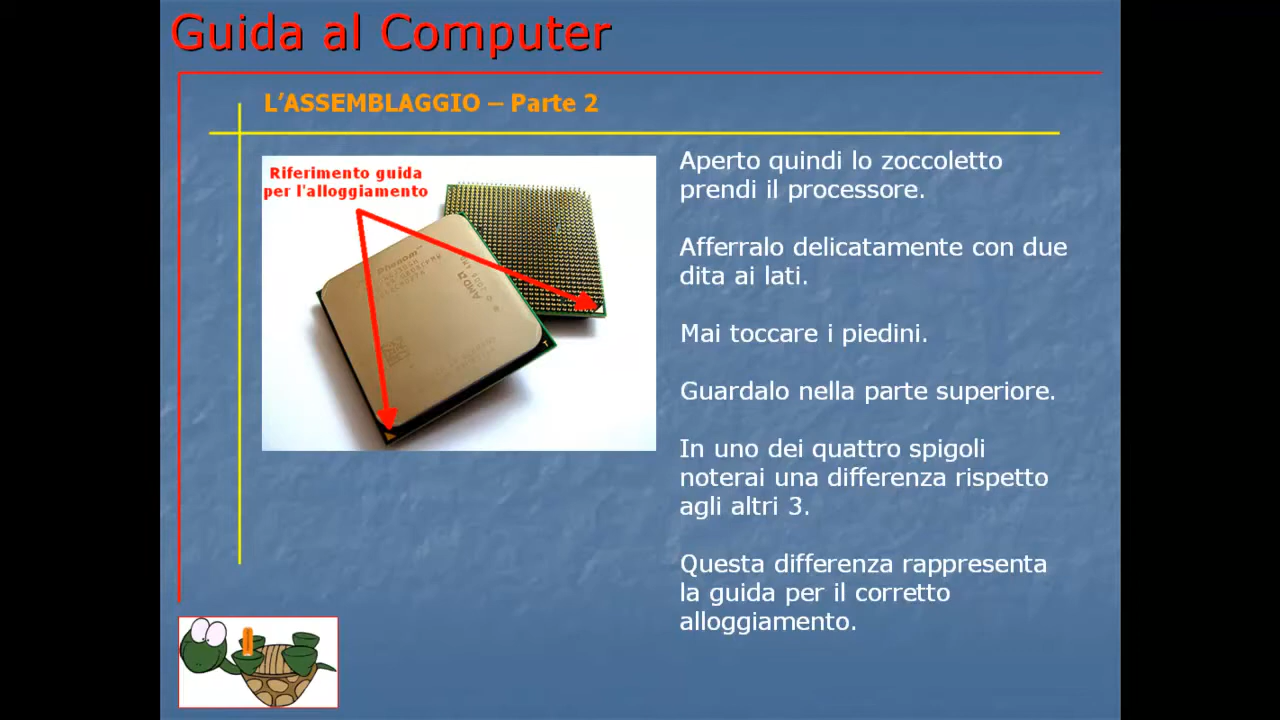 Guida al Computer
L'ASSEMBLAGGIO – Parte 2
Riferimento guida
per l'alloggiamento
Phenom™
AMD
Aperto quindi lo zoccoletto
prendi il processore.
Afferralo delicatamente con due
dita ai lati.
Mai toccare i piedini.
Guardalo nella parte superiore.
In uno dei quattro spigoli
noterai una differenza rispetto
agli altri 3.
Questa differenza rappresenta
la guida per il corretto
alloggiamento.